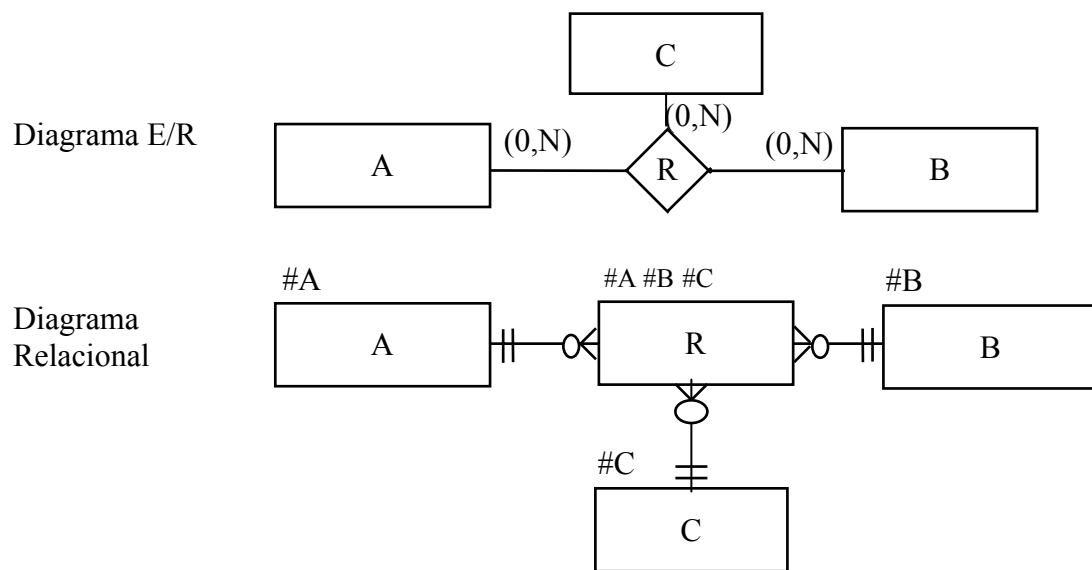 C
Diagrama E/R
A
(0,N)
(0,N)
R
(0,N)
B
#A
#A #B #C
#B
Diagrama
Relacional
A
R
B
#C
C